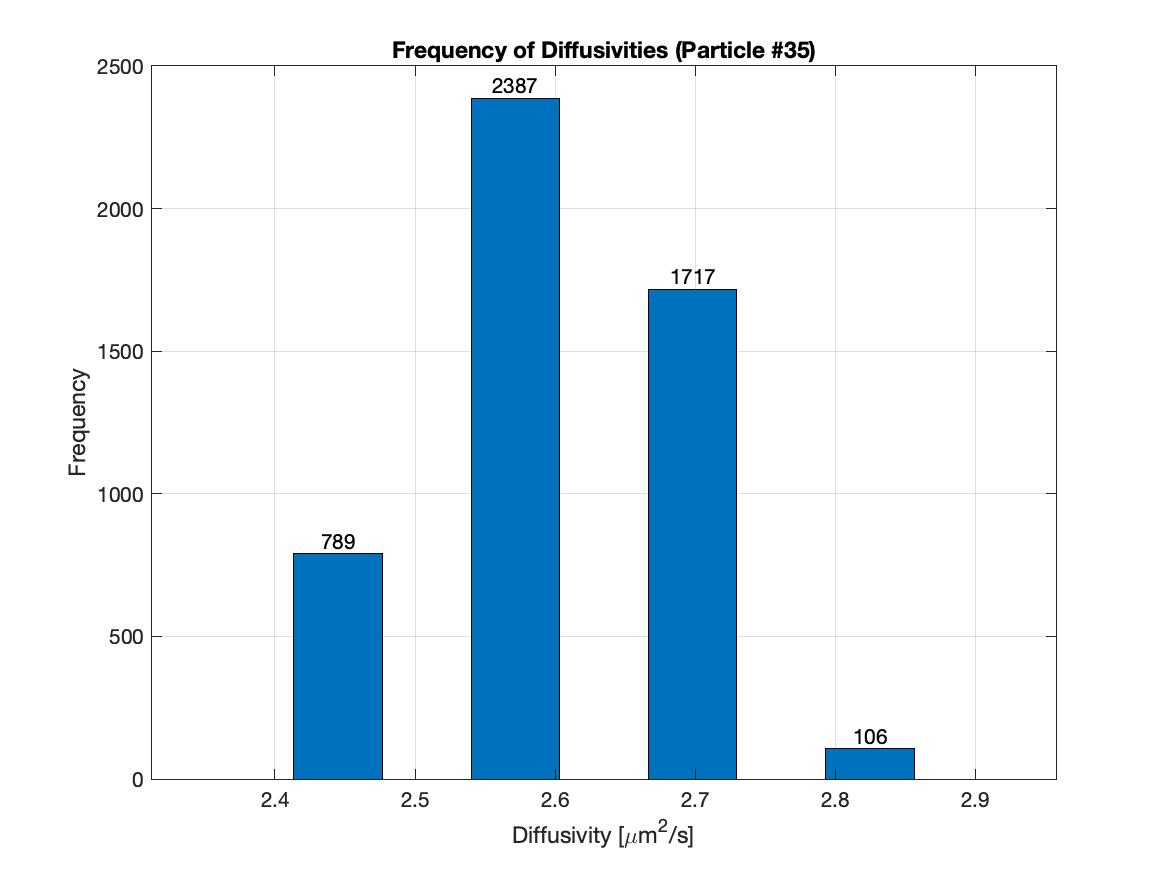 Frequency of Diffusivities (Particle #35)
2500
2000
1500
1000
500
0
Frequency
789
2387
1717
106
2.4 2.5 2.6 2.7 2.8 2.9
Diffusivity [μm²/s]